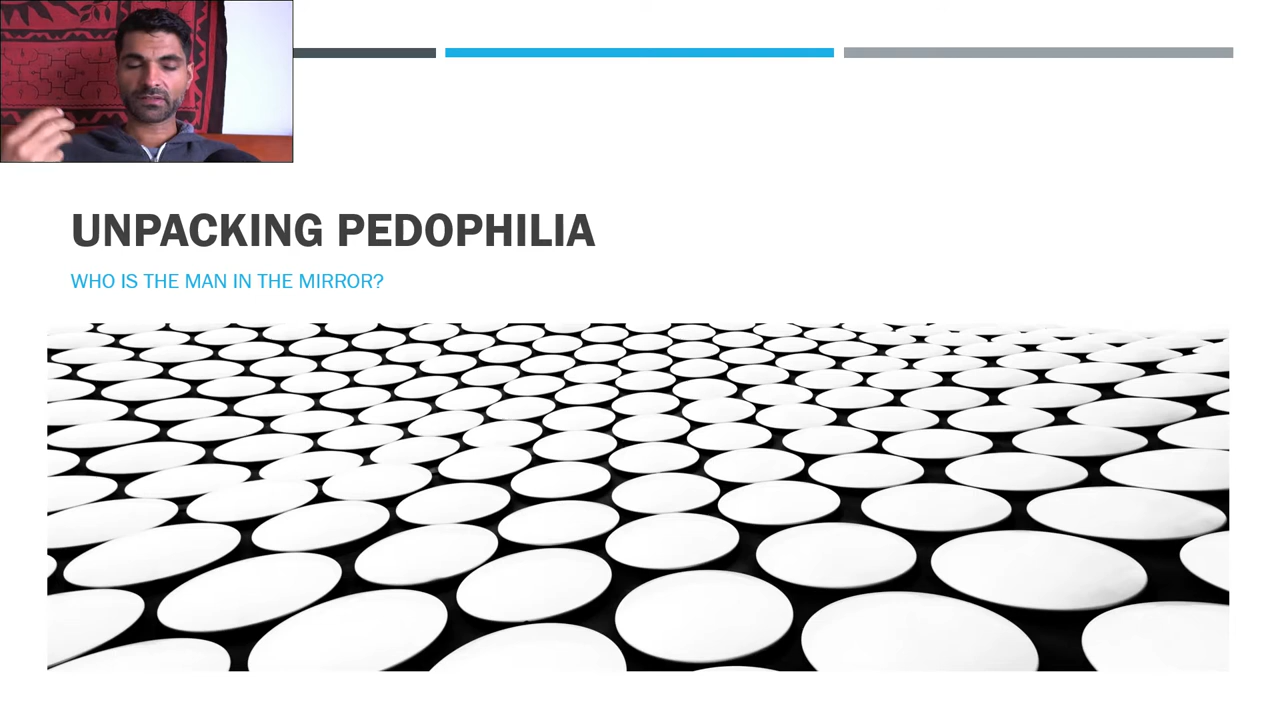 UNPACKING PEDOPHILIA
WHO IS THE MAN IN THE MIRROR?